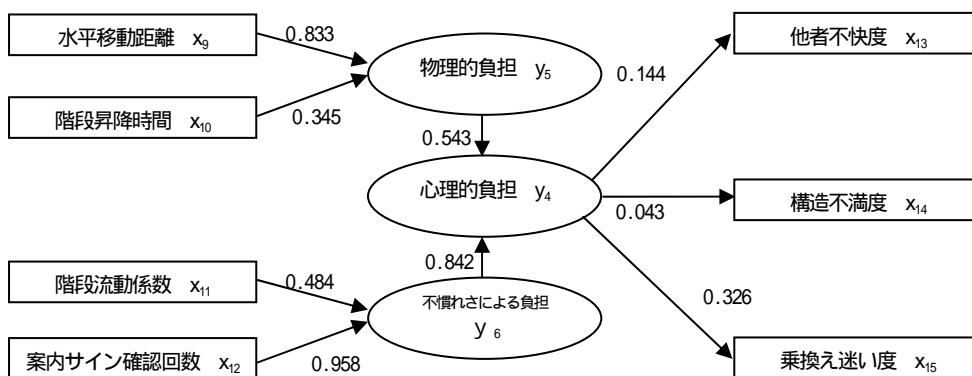 水平移動距離 x9
0.833
物理的負担 y5
他者不快度 x13
0.144
階段昇降時間 x10
0.345
0.543
心理的負担 y4
構造不満度 x14
0.043
0.842
階段流動係数 x11
0.484
不慣れさによる負担
y 6
0.326
案内サイン確認回数 x12
0.958
乗換え迷い度 x15